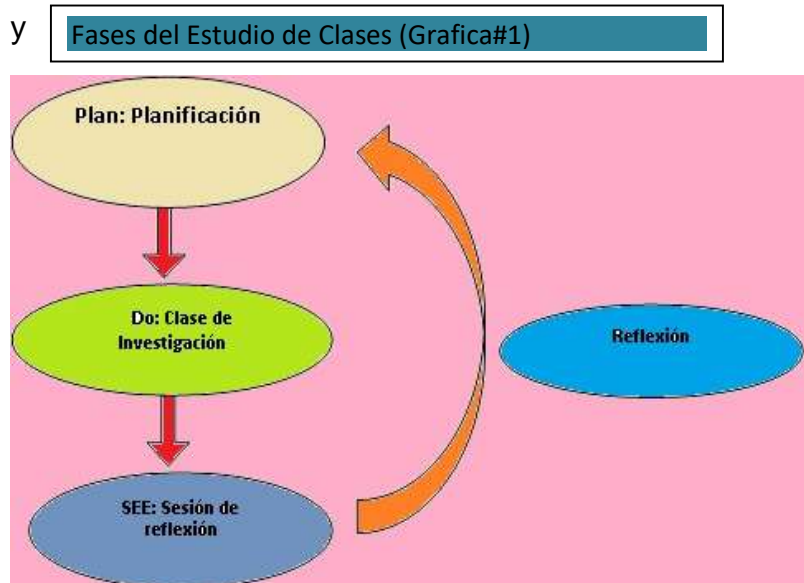 y
Fases del Estudio de Clases (Grafica#1)
Plan: Planificación
Do: Clase de
Investigación
Reflexión
SEE: Sesión de
reflexión